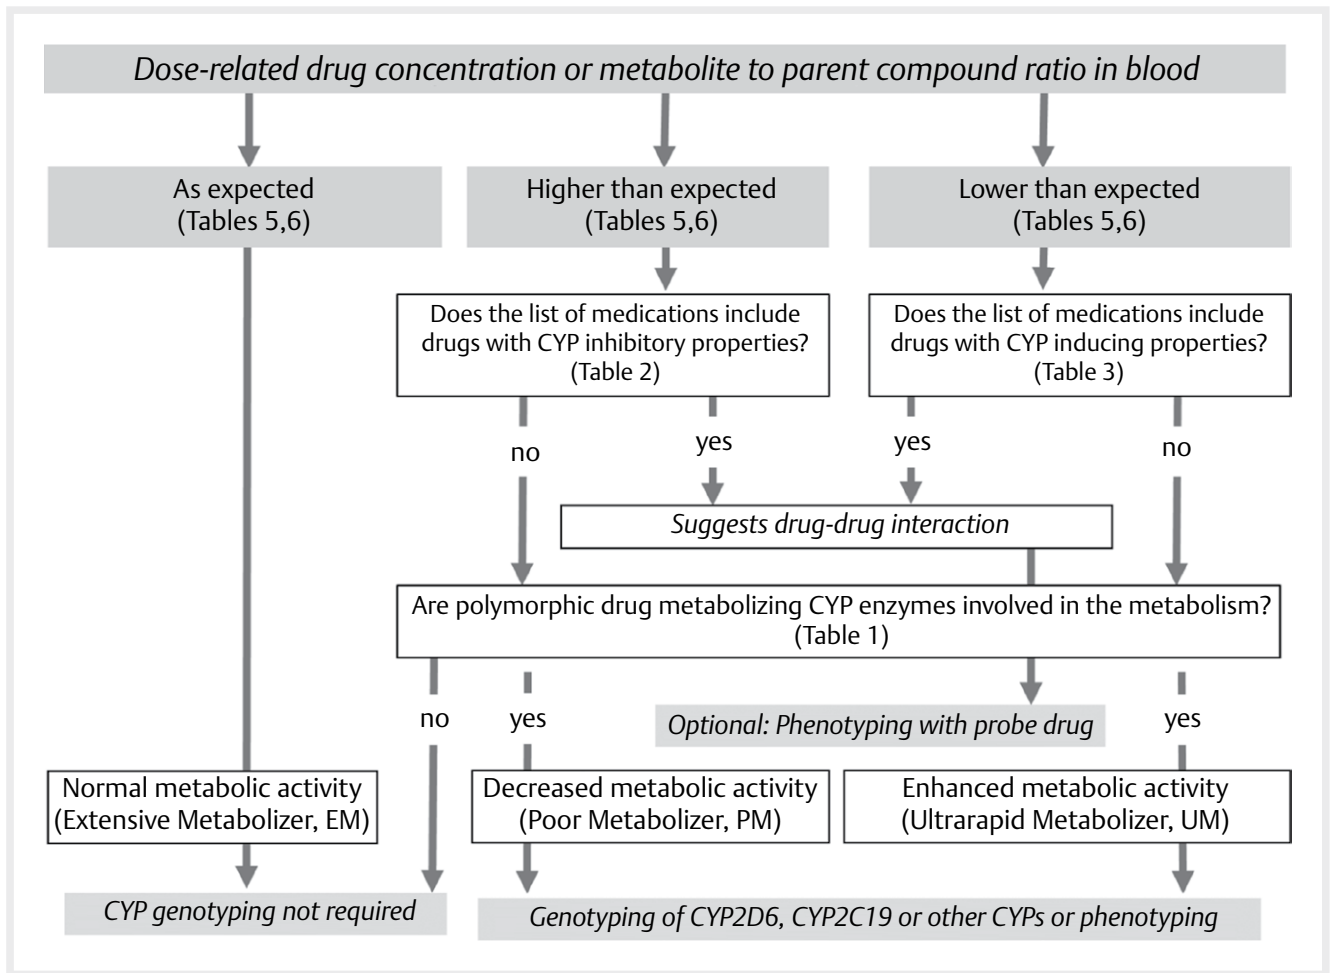 Dose-related drug concentration or metabolite to parent compound ratio in blood
As expected
(Tables 5,6)
Higher than expected
(Tables 5,6)
Lower than expected
(Tables 5,6)
Does the list of medications include
drugs with CYP inhibitory properties?
(Table 2)
Does the list of medications include
drugs with CYP inducing properties?
(Table 3)
no
yes
yes
no
Suggests drug-drug interaction
Are polymorphic drug metabolizing CYP enzymes involved in the metabolism?
(Table 1)
no
yes
Optional: Phenotyping with probe drug
yes
Normal metabolic activity
(Extensive Metabolizer, EM)
Decreased metabolic activity
(Poor Metabolizer, PM)
Enhanced metabolic activity
(Ultrarapid Metabolizer, UM)
CYP genotyping not required
Genotyping of CYP2D6, CYP2C19 or other CYPs or phenotyping